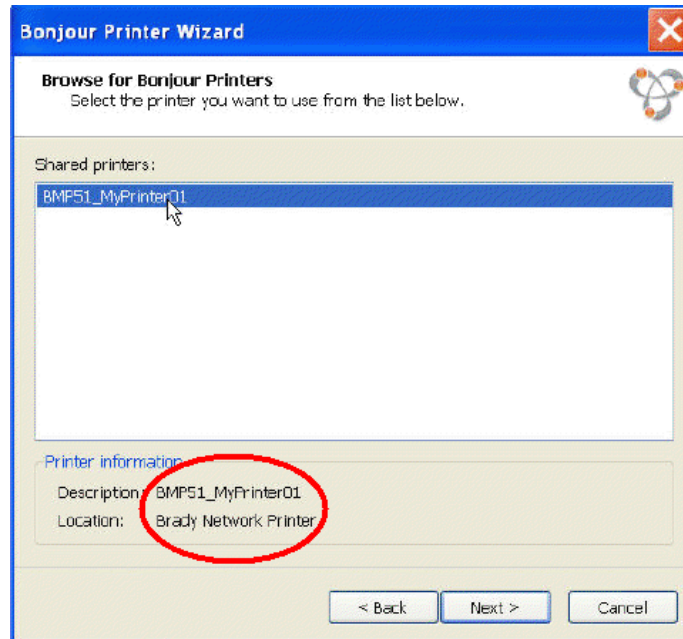 Bonjour Printer Wizard
Browse for Bonjour Printers
Select the printer you want to use from the list below.
Shared printers:
BMP51_MyPrinter01
Printer information
Description: BMP51_MyPrinter01
Location: Brady Network Printer
< Back Next > Cancel